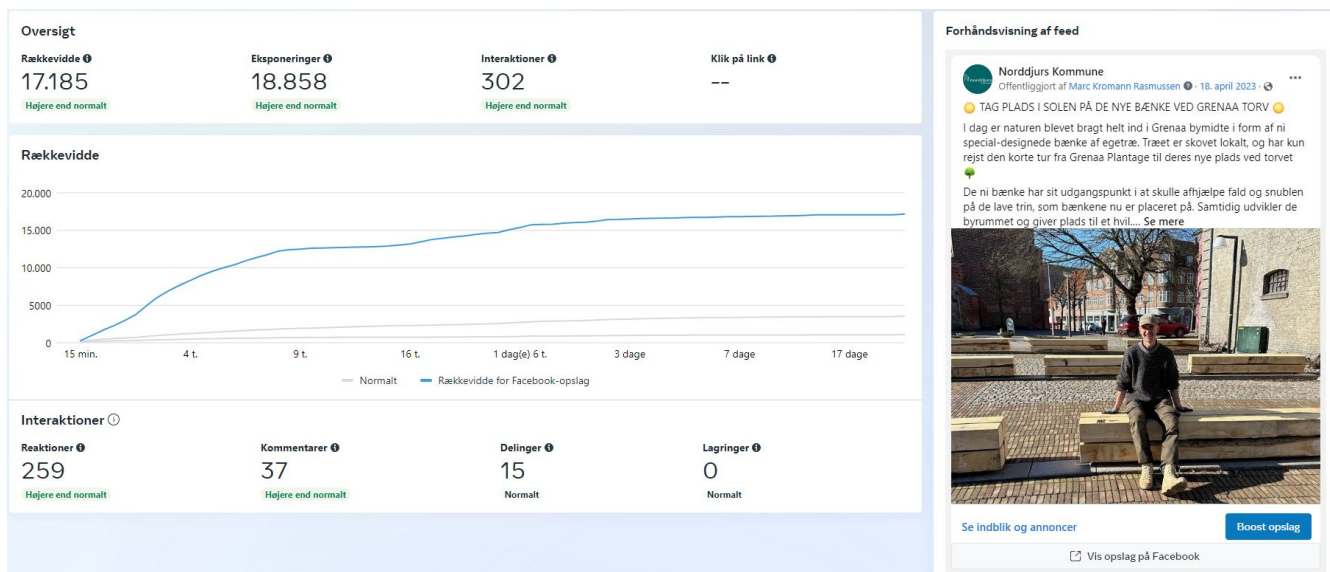 Oversigt
Rækkevidde
Eksponeringer
Interaktioner
Klik på link
17.185
18.858
302
--
Højere end normalt
Højere end normalt
Højere end normalt
Rækkevidde
20.000
15.000
10.000
5000
0
15 min.
4 t.
9 t.
16 t.
1 dag(e) 6 t.
3 dage
7 dage
17 dage
Normalt
Rækkevidde for Facebook-opslag
Interaktioner
Reaktioner
Kommentarer
Delinger
Lagringer
259
37
15
0
Højere end normalt
Højere end normalt
Normalt
Normalt
Forhåndsvisning af feed
Norddjurs Kommune
Offentliggjort af Marc Kromann Rasmussen · 18. april 2023 ·
TAG PLADS I SOLEN PÅ DE NYE BÆNKE VED GRENAA TORV
I dag er naturen blevet bragt helt ind i Grenaa bymidte i form af ni
special-designede bænke af egetræ. Træet er skovet lokalt, og har kun
rejst den korte tur fra Grenaa Plantage til deres nye plads ved torvet
De ni bænke har sit udgangspunkt i at skulle afhjælpe fald og snublen
på de lave trin, som bænkene nu er placeret på. Samtidig udvikler de
byrummet og giver plads til et hvil.... Se mere
Se indblik og annoncer
Boost opslag
Vis opslag på Facebook